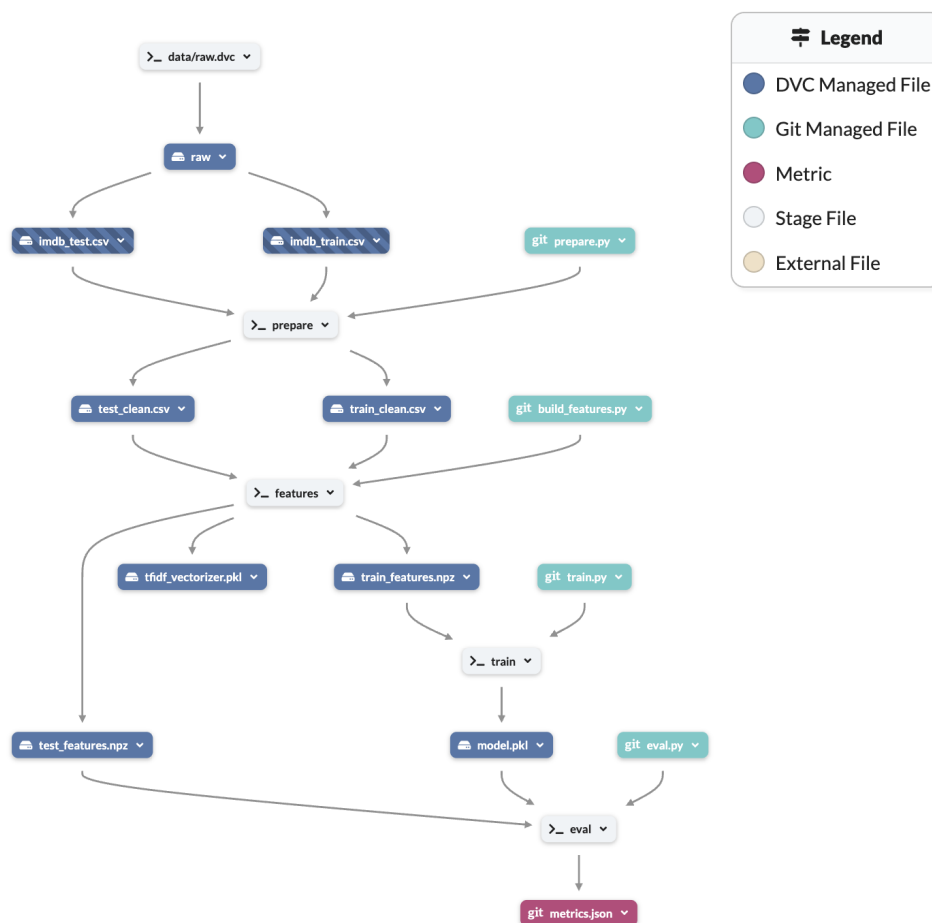 Legend
DVC Managed File
Git Managed File
Metric
Stage File
External File
data/raw.dvc
raw
imdb_test.csv
imdb_train.csv
git prepare.py
prepare
test_clean.csv
train_clean.csv
git build_features.py
features
tfidf_vectorizer.pkl
train_features.npz
git train.py
train
test_features.npz
model.pkl
git eval.py
eval
git metrics.json